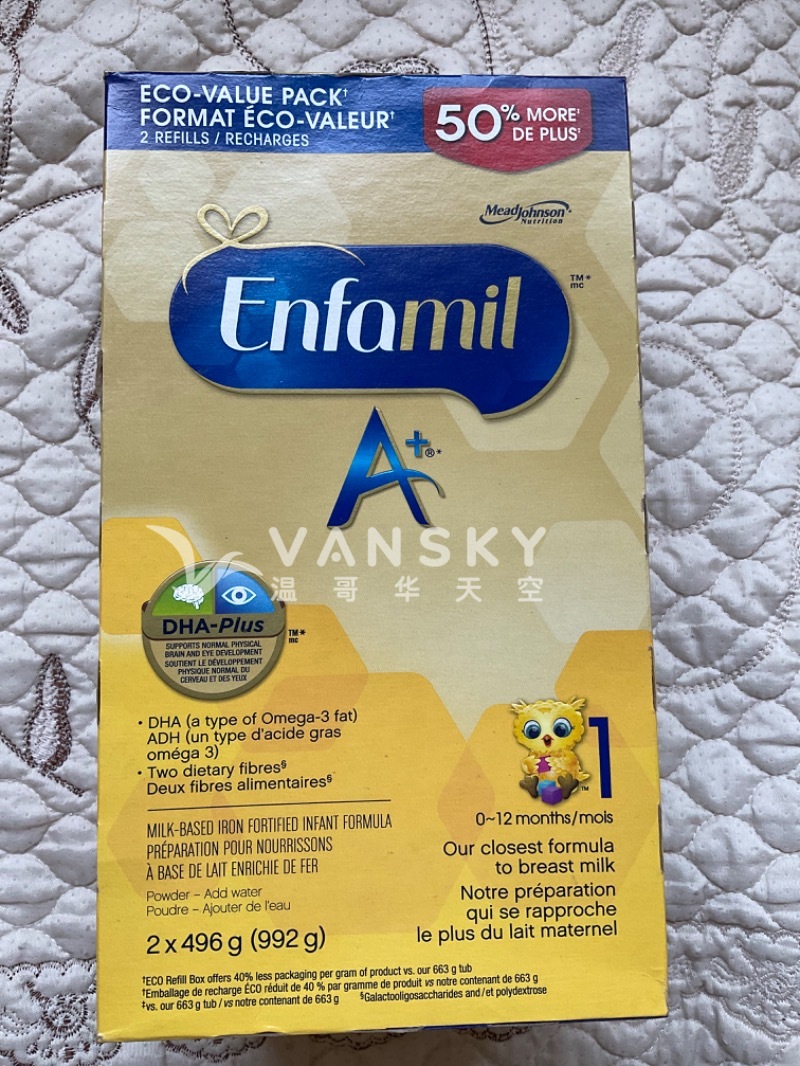 ECO-VALUE PACK†
FORMAT ÉCO-VALEUR†
2 REFILLS / RECHARGES
50% MORE‡
DE PLUS‡
MeadJohnson
Nutrition
Enfamil
TM*
mc
A+®*
VANSKY
温哥华天空
DHA-Plus
TM*
mc
SUPPORTS NORMAL PHYSICAL
BRAIN AND EYE DEVELOPMENT
SOUTIENT LE DÉVELOPPEMENT
PHYSIQUE NORMAL DU
CERVEAU ET DES YEUX
• DHA (a type of Omega-3 fat)
ADH (un type d'acide gras
oméga 3)
• Two dietary fibres§
Deux fibres alimentaires§
MILK-BASED IRON FORTIFIED INFANT FORMULA
PRÉPARATION POUR NOURRISSONS
À BASE DE LAIT ENRICHIE DE FER
Powder – Add water
Poudre – Ajouter de l'eau
2 x 496 g (992 g)
1
TM
0~12 months/mois
Our closest formula
to breast milk
Notre préparation
qui se rapproche
le plus du lait maternel
†ECO Refill Box offers 40% less packaging per gram of product vs. our 663 g tub
†Emballage de recharge ÉCO réduit de 40 % par gramme de produit vs notre contenant de 663 g
‡vs. our 663 g tub / vs notre contenant de 663 g §Galactooligosaccharides and/et polydextrose